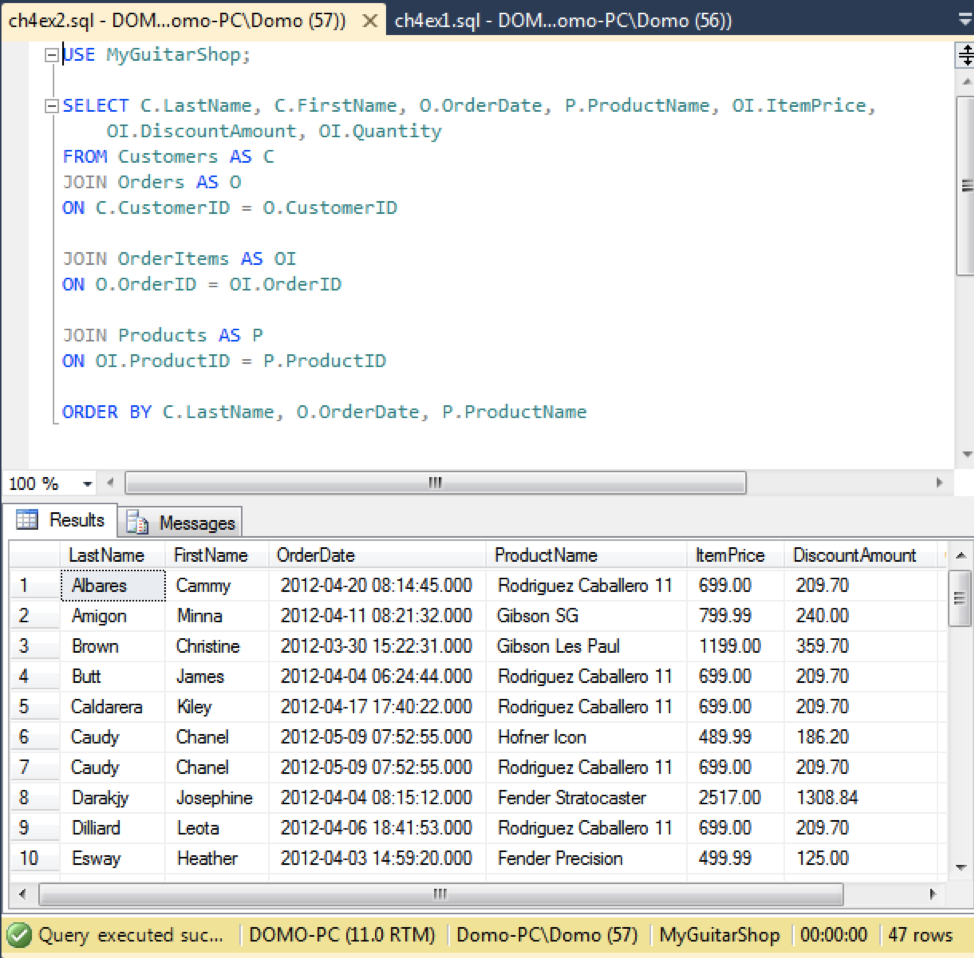 ch4ex2.sql - DOM...omo-PC\Domo (57)) ch4ex1.sql - DOM...omo-PC\Domo (56))
USE MyGuitarShop;
SELECT C.LastName, C.FirstName, O.OrderDate, P.ProductName, OI.ItemPrice,
OI.DiscountAmount, OI.Quantity
FROM Customers AS C
JOIN Orders AS O
ON C.CustomerID = O.CustomerID
JOIN OrderItems AS OI
ON O.OrderID = OI.OrderID
JOIN Products AS P
ON OI.ProductID = P.ProductID
ORDER BY C.LastName, O.OrderDate, P.ProductName
100 %
Results Messages
LastName FirstName OrderDate ProductName ItemPrice DiscountAmount
1 Albares Cammy 2012-04-20 08:14:45.000 Rodriguez Caballero 11 699.00 209.70
2 Amigon Minna 2012-04-11 08:21:32.000 Gibson SG 799.99 240.00
3 Brown Christine 2012-03-30 15:22:31.000 Gibson Les Paul 1199.00 359.70
4 Butt James 2012-04-04 06:24:44.000 Rodriguez Caballero 11 699.00 209.70
5 Caldarera Kiley 2012-04-17 17:40:22.000 Rodriguez Caballero 11 699.00 209.70
6 Caudy Chanel 2012-05-09 07:52:55.000 Hofner Icon 489.99 186.20
7 Caudy Chanel 2012-05-09 07:52:55.000 Rodriguez Caballero 11 699.00 209.70
8 Darakjy Josephine 2012-04-04 08:15:12.000 Fender Stratocaster 2517.00 1308.84
9 Dilliard Leota 2012-04-06 18:41:53.000 Rodriguez Caballero 11 699.00 209.70
10 Esway Heather 2012-04-03 14:59:20.000 Fender Precision 499.99 125.00
Query executed suc... DOMO-PC (11.0 RTM) Domo-PC\Domo (57) MyGuitarShop 00:00:00 47 rows